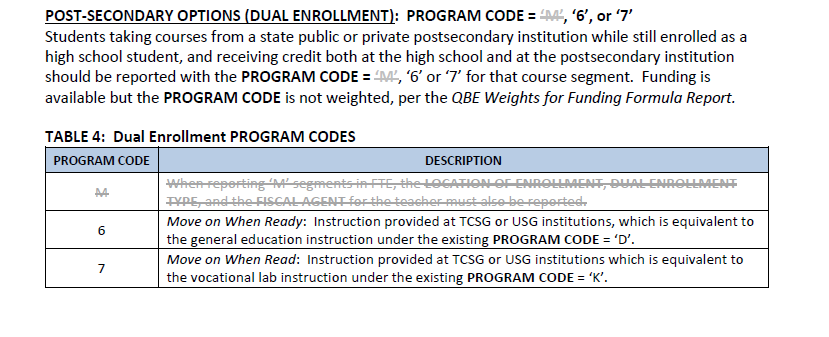 POST-SECONDARY OPTIONS (DUAL ENROLLMENT): PROGRAM CODE = ‘M’, ‘6’, or ‘7’
Students taking courses from a state public or private postsecondary institution while still enrolled as a
high school student, and receiving credit both at the high school and at the postsecondary institution
should be reported with the PROGRAM CODE = ‘M’, ‘6’ or ‘7’ for that course segment. Funding is
available but the PROGRAM CODE is not weighted, per the QBE Weights for Funding Formula Report.
TABLE 4: Dual Enrollment PROGRAM CODES
PROGRAM CODE DESCRIPTION
M When reporting ‘M’ segments in FTE, the LOCATION OF ENROLLMENT, DUAL ENROLLMENT
TYPE, and the FISCAL AGENT for the teacher must also be reported.
6 Move on When Ready: Instruction provided at TCSG or USG institutions, which is equivalent to
the general education instruction under the existing PROGRAM CODE = ‘D’.
7 Move on When Read: Instruction provided at TCSG or USG institutions which is equivalent to
the vocational lab instruction under the existing PROGRAM CODE = ‘K’.